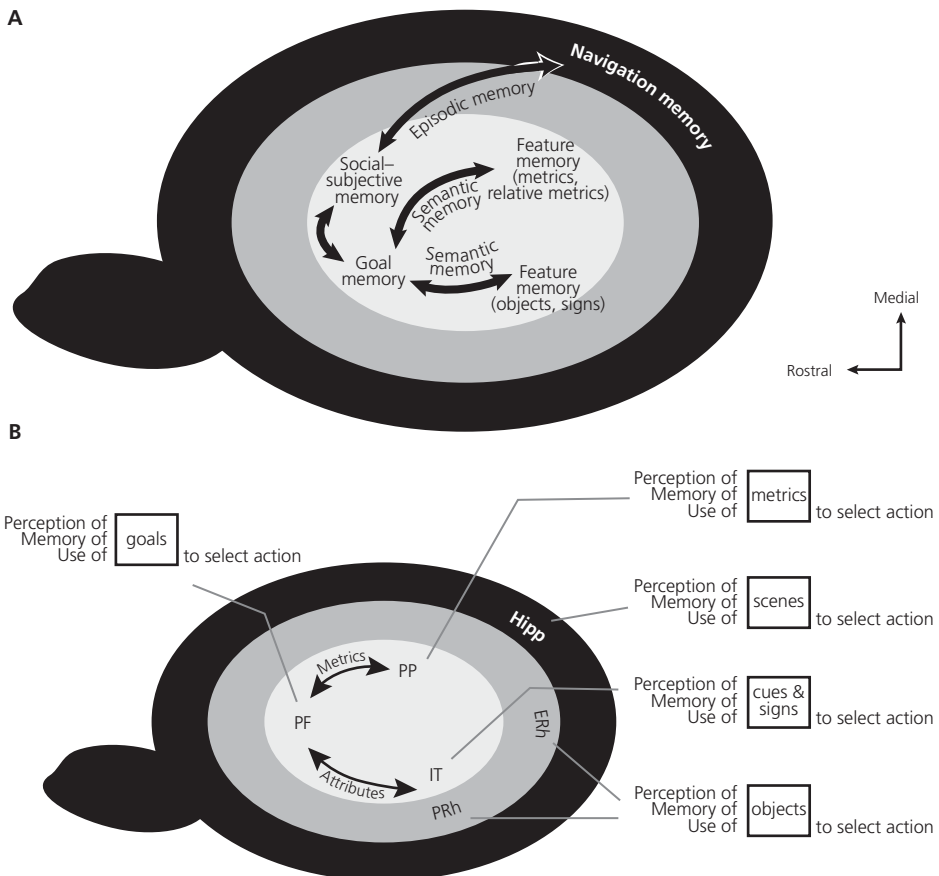 A
Navigation memory
Episodic memory
Social–
subjective
memory
Semantic
memory
Feature
memory
(metrics,
relative metrics)
Goal
memory
Semantic
memory
Feature
memory
(objects, signs)
Medial
Rostral
B
Perception of
Memory of
Use of
goals
to select action
Perception of
Memory of
Use of
metrics
to select action
Perception of
Memory of
Use of
scenes
to select action
Perception of
Memory of
Use of
cues &
signs
to select action
Perception of
Memory of
Use of
objects
to select action
Hipp
Metrics
PP
PF
ERh
Attributes
IT
PRh